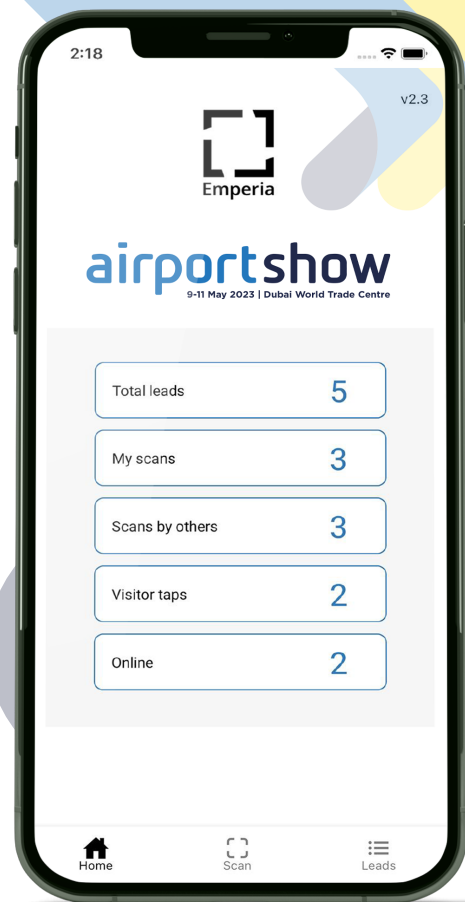 2:18
v2.3
Emperia
airportshow
9-11 May 2023 | Dubai World Trade Centre
Total leads 5
My scans 3
Scans by others 3
Visitor taps 2
Online 2
Home Scan Leads